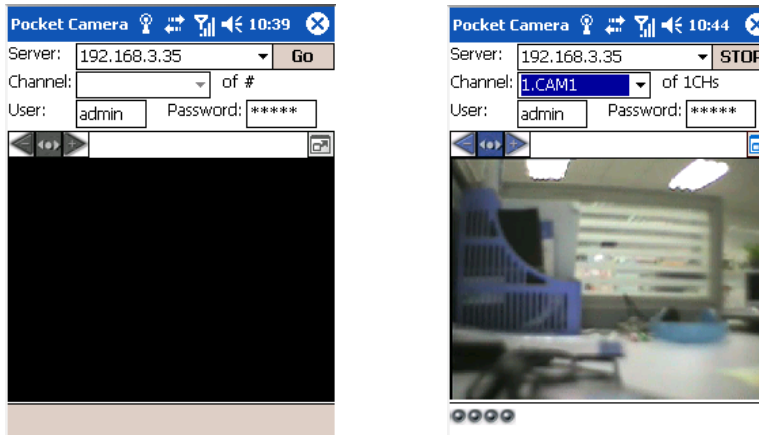 Pocket Camera 10:39
Server: 192.168.3.35 Go
Channel: of #
User: admin Password: *****
Pocket Camera 10:44
Server: 192.168.3.35 STOP
Channel: 1.CAM1 of 1CHs
User: admin Password: *****